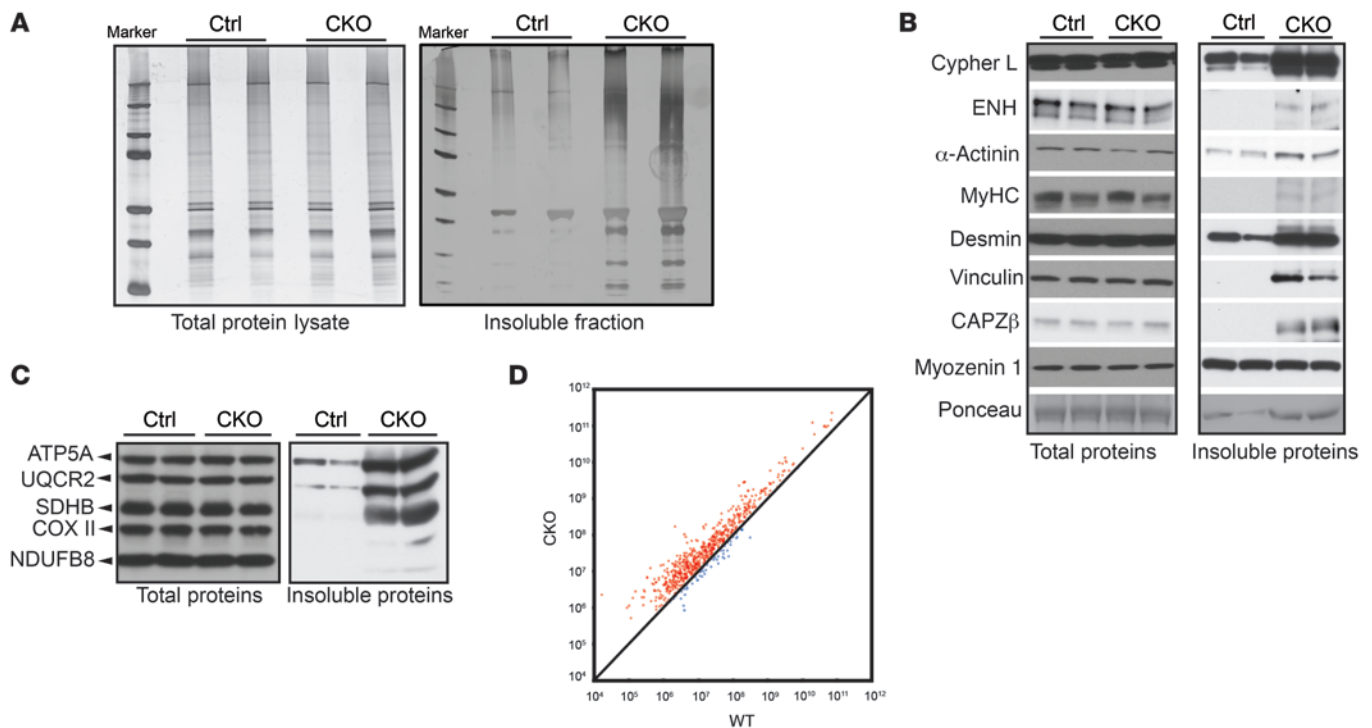 A
Marker Ctrl CKO
Marker Ctrl CKO
Total protein lysate
Insoluble fraction
B
Ctrl CKO
Ctrl CKO
Cypher L
ENH
α-Actinin
MyHC
Desmin
Vinculin
CAPZβ
Myozenin 1
Ponceau
Total proteins
Insoluble proteins
C
Ctrl CKO
Ctrl CKO
ATP5A
UQCR2
SDHB
COX II
NDUFB8
Total proteins
Insoluble proteins
D
CKO
10¹²
10¹¹
10¹⁰
10⁹
10⁸
10⁷
10⁶
10⁵
10⁴
10⁴ 10⁵ 10⁶ 10⁷ 10⁸ 10⁹ 10¹⁰ 10¹¹ 10¹²
WT